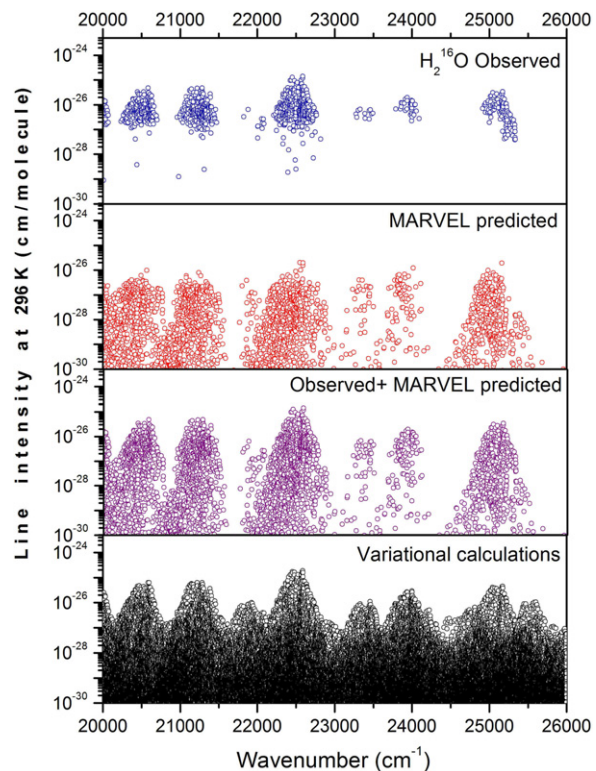 20000 21000 22000 23000 24000 25000 26000
10⁻²⁴
10⁻²⁶
10⁻²⁸
10⁻³⁰
H₂¹⁶O Observed
10⁻²⁴
10⁻²⁶
10⁻²⁸
10⁻³⁰
MARVEL predicted
10⁻²⁴
10⁻²⁶
10⁻²⁸
10⁻³⁰
Observed+ MARVEL predicted
10⁻²⁴
10⁻²⁶
10⁻²⁸
10⁻³⁰
Variational calculations
Line intensity at 296K (cm/molecule)
20000 21000 22000 23000 24000 25000 26000
Wavenumber (cm⁻¹)